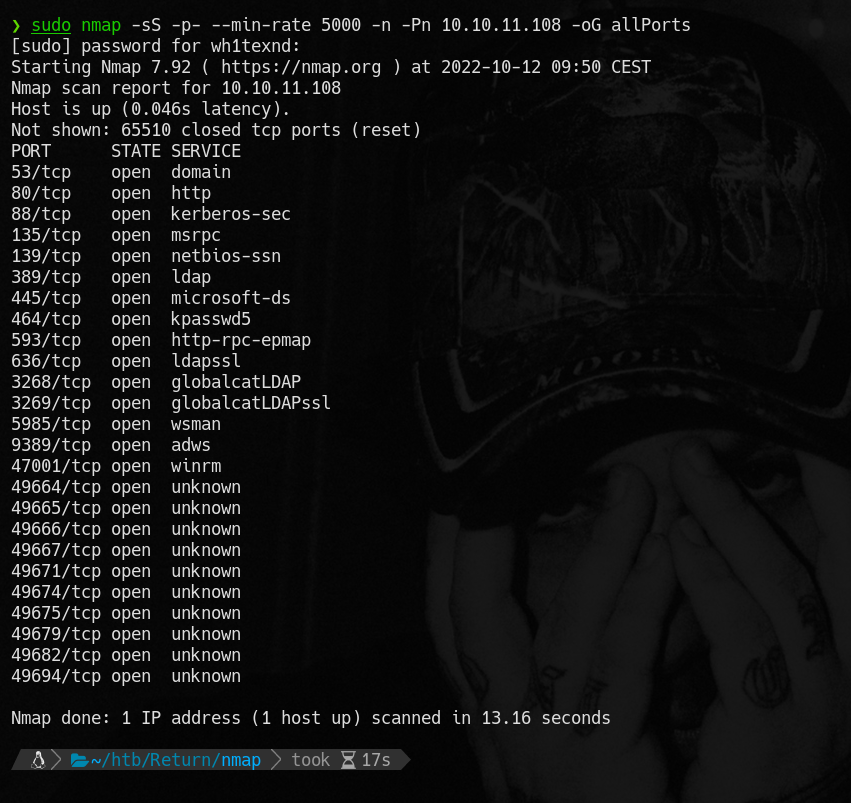 ❯ sudo nmap -sS -p- --min-rate 5000 -n -Pn 10.10.11.108 -oG allPorts
[sudo] password for wh1texnd:
Starting Nmap 7.92 ( https://nmap.org ) at 2022-10-12 09:50 CEST
Nmap scan report for 10.10.11.108
Host is up (0.046s latency).
Not shown: 65510 closed tcp ports (reset)
PORT      STATE SERVICE
53/tcp    open  domain
80/tcp    open  http
88/tcp    open  kerberos-sec
135/tcp   open  msrpc
139/tcp   open  netbios-ssn
389/tcp   open  ldap
445/tcp   open  microsoft-ds
464/tcp   open  kpasswd5
593/tcp   open  http-rpc-epmap
636/tcp   open  ldapssl
3268/tcp  open  globalcatLDAP
3269/tcp  open  globalcatLDAPssl
5985/tcp  open  wsman
9389/tcp  open  adws
47001/tcp open  winrm
49664/tcp open  unknown
49665/tcp open  unknown
49666/tcp open  unknown
49667/tcp open  unknown
49671/tcp open  unknown
49674/tcp open  unknown
49675/tcp open  unknown
49679/tcp open  unknown
49682/tcp open  unknown
49694/tcp open  unknown
Nmap done: 1 IP address (1 host up) scanned in 13.16 seconds
~/htb/Return/nmap took 17s